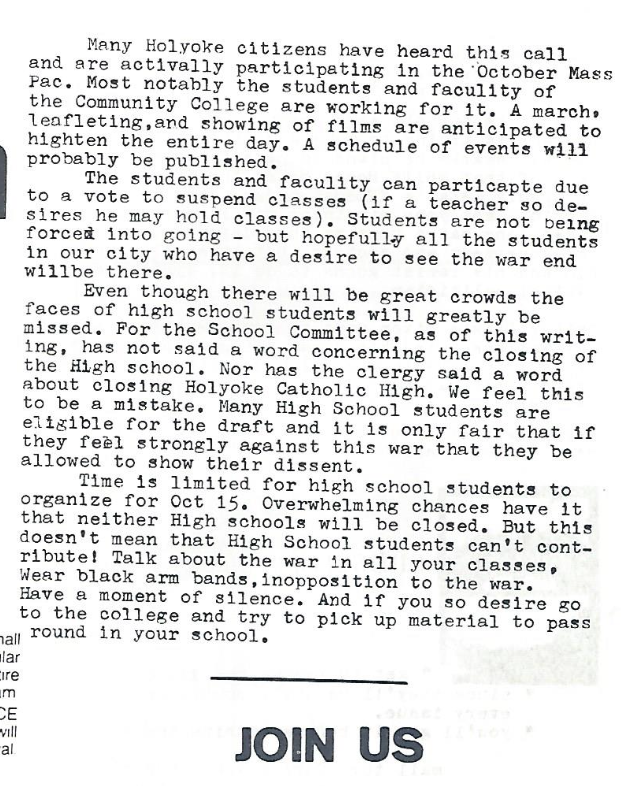 Many Holyoke citizens have heard this call
and are activally participating in the October Mass
Pac. Most notably the students and faculity of
the Community College are working for it. A march,
leafleting,and showing of films are anticipated to
highten the entire day. A schedule of events will
probably be published.
The students and faculity can particapte due
to a vote to suspend classes (if a teacher so de-
sires he may hold classes). Students are not being
forced into going - but hopefully all the students
in our city who have a desire to see the war end
willbe there.
Even though there will be great crowds the
faces of high school students will greatly be
missed. For the School Committee, as of this writ-
ing, has not said a word concerning the closing of
the High school. Nor has the clergy said a word
about closing Holyoke Catholic High. We feel this
to be a mistake. Many High School students are
eligible for the draft and it is only fair that if
they feel strongly against this war that they be
allowed to show their dissent.
Time is limited for high school students to
organize for Oct 15. Overwhelming chances have it
that neither High schools will be closed. But this
doesn't mean that High School students can't cont-
ribute! Talk about the war in all your classes,
Wear black arm bands,inopposition to the war.
Have a moment of silence. And if you so desire go
to the college and try to pick up material to pass
round in your school.
JOIN US